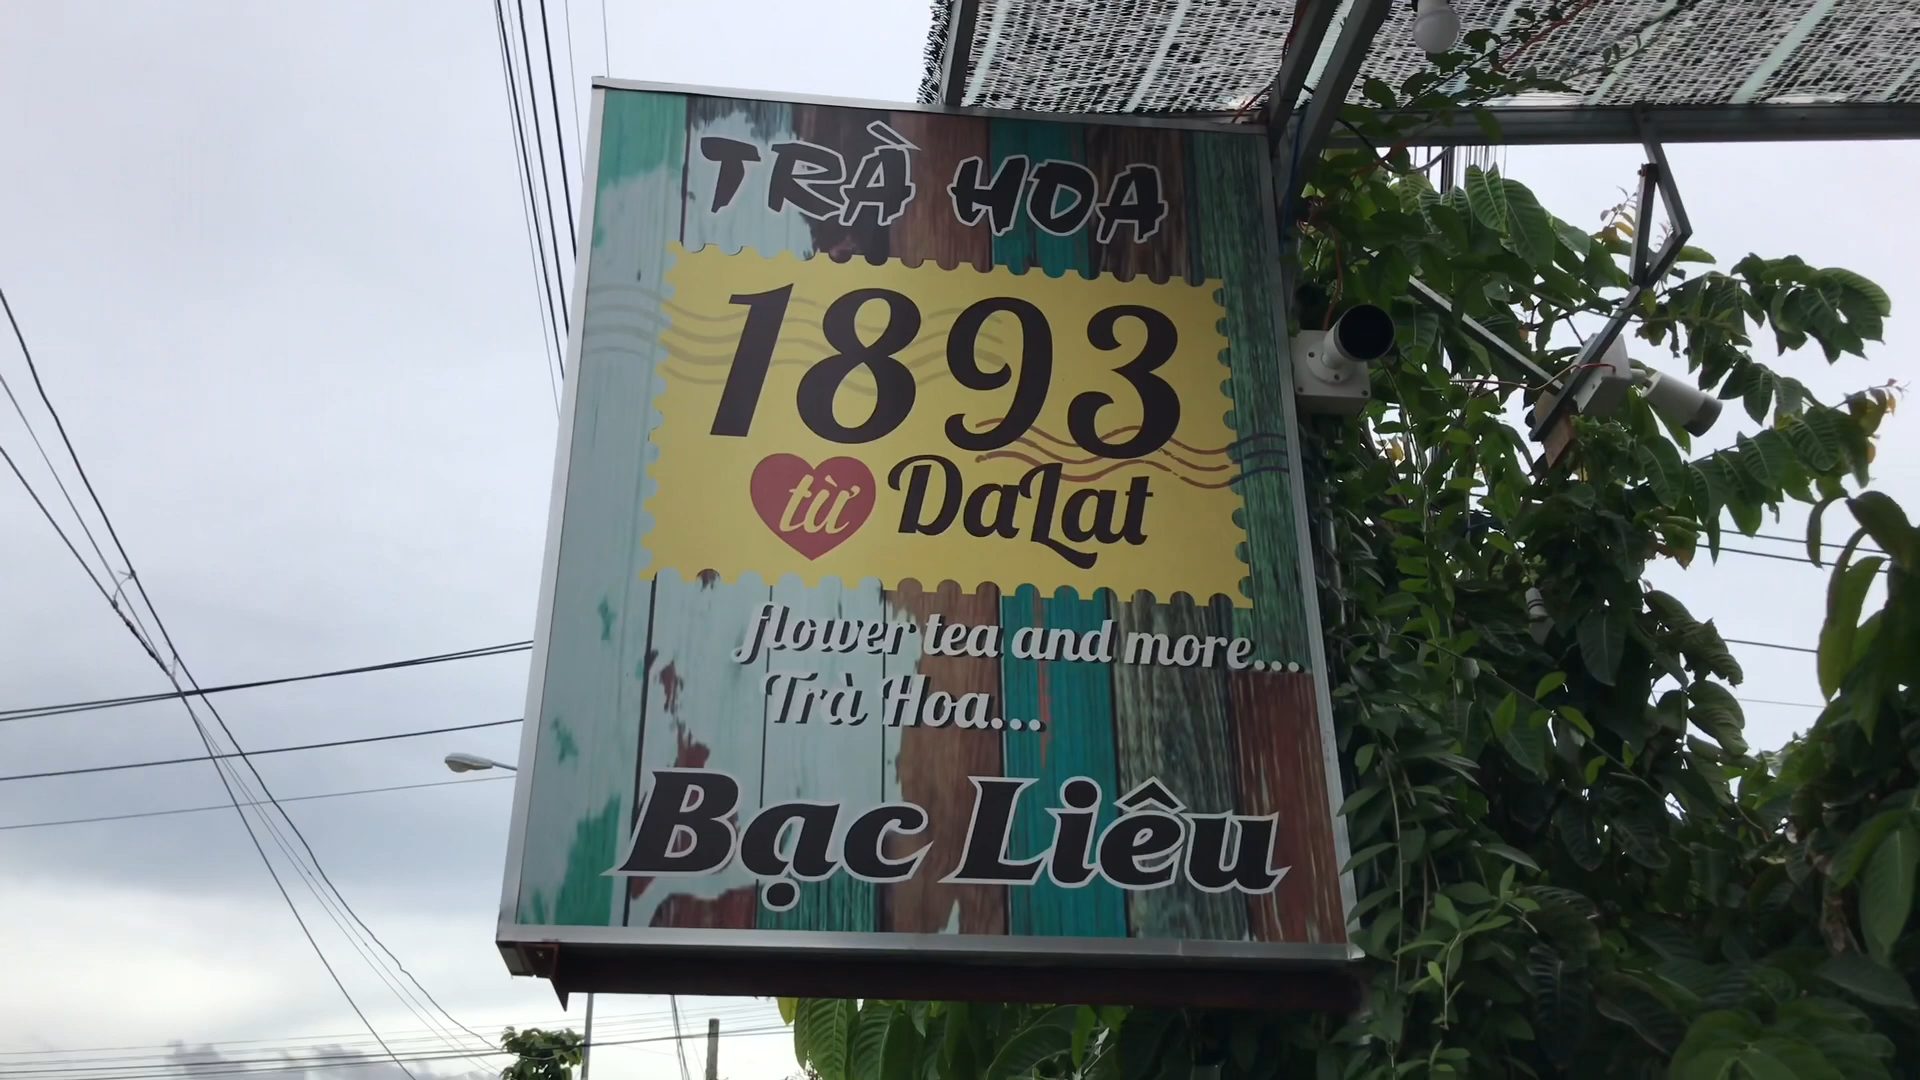 TRÀ HOA
1893
từ DaLat
flower tea and more...
Trà Hoa...
Bạc Liêu